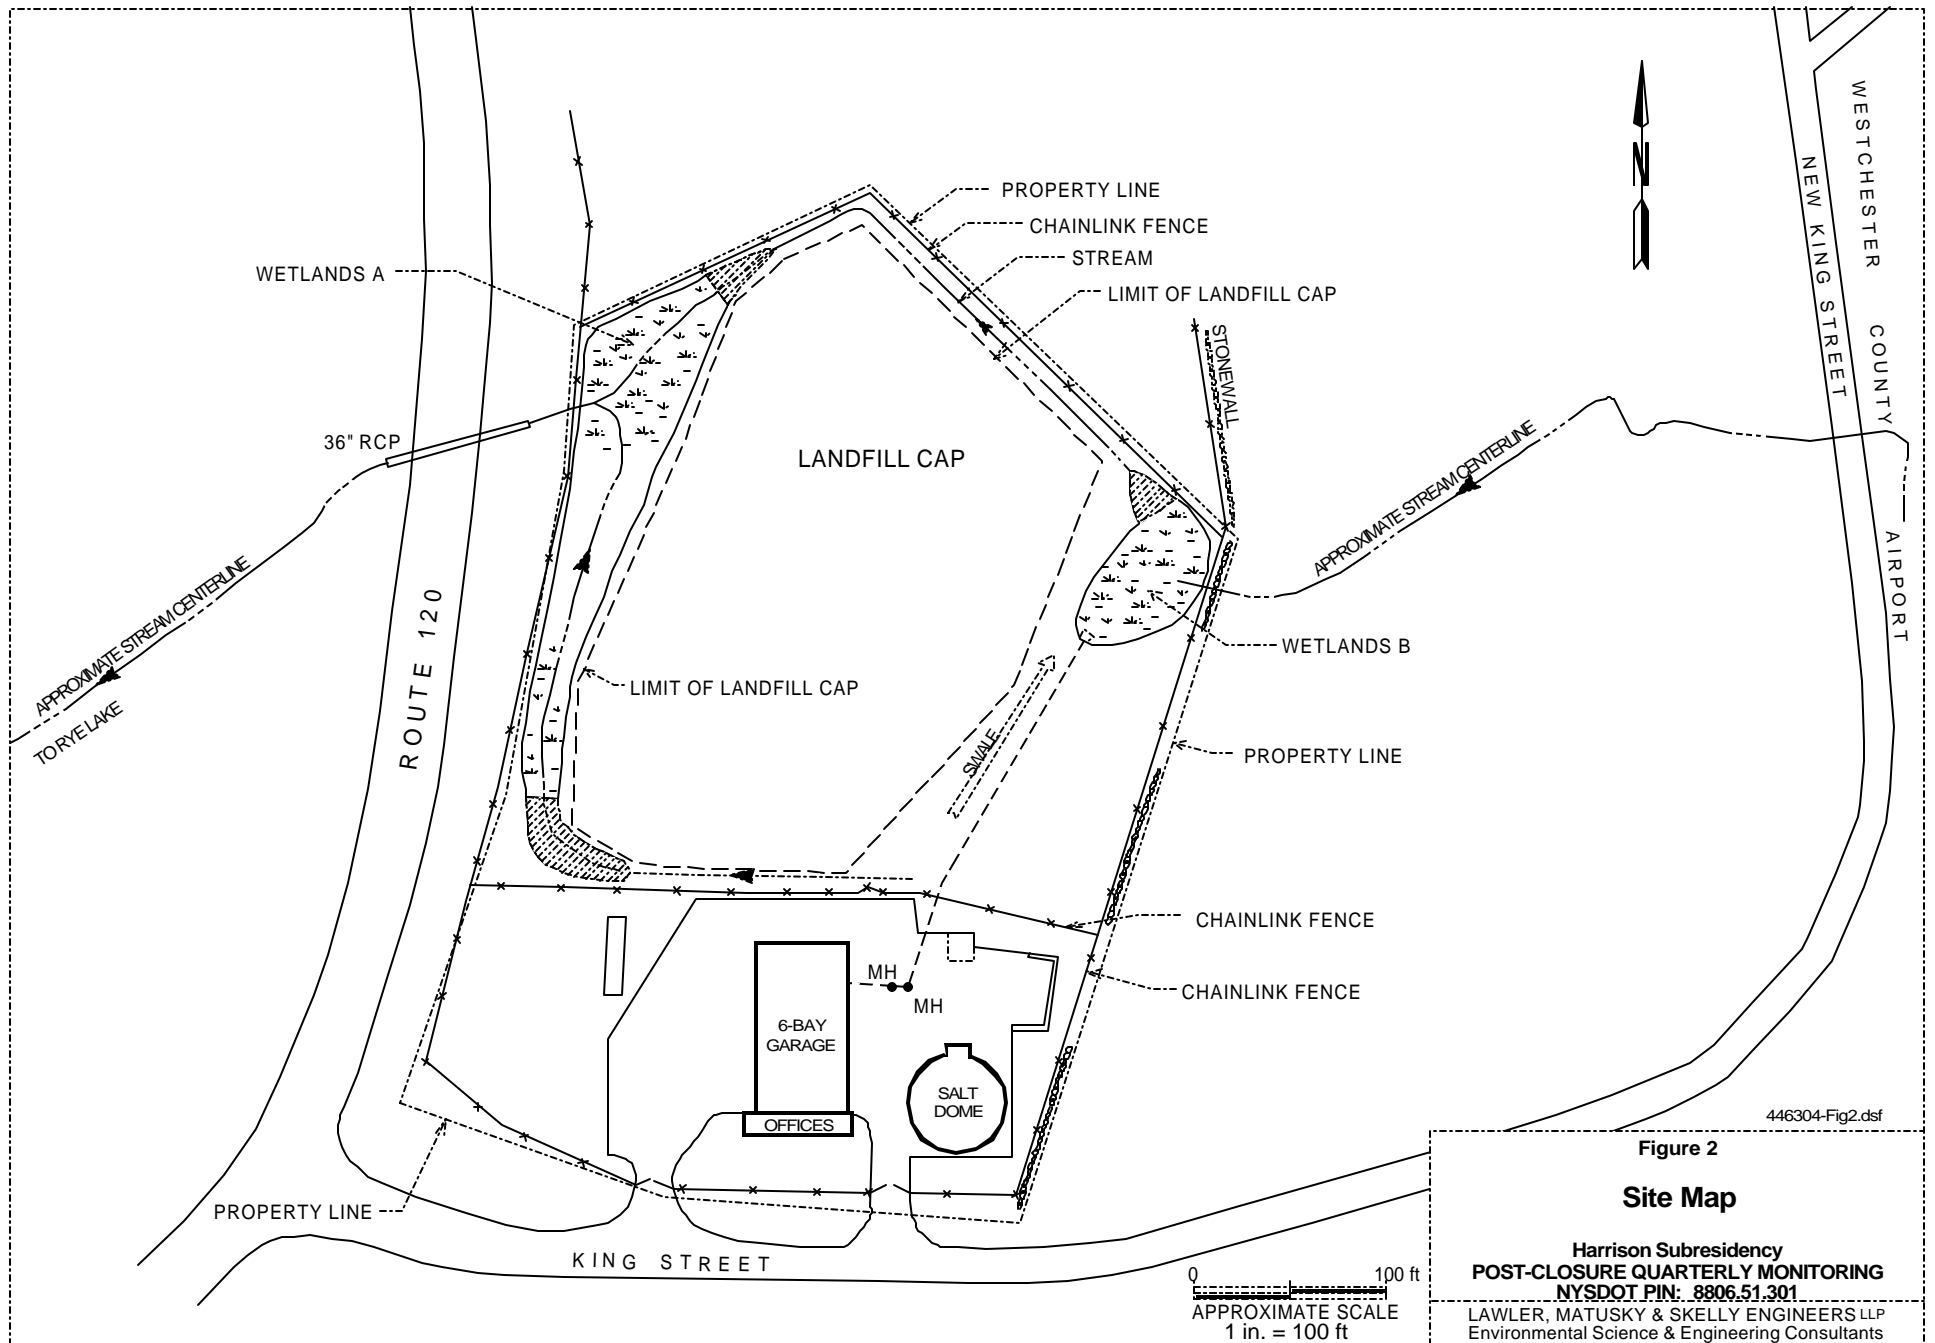 PROPERTY LINE
CHAINLINK FENCE
STREAM
LIMIT OF LANDFILL CAP
WETLANDS A
N
WESTCHESTER COUNTY AIRPORT
NEW KING STREET
STONEWALL
36" RCP
LANDFILL CAP
APPROXIMATE STREAM CENTERLINE
APPROXIMATE STREAM CENTERLINE
TO RYE LAKE
ROUTE 120
WETLANDS B
LIMIT OF LANDFILL CAP
SWALE
PROPERTY LINE
CHAINLINK FENCE
CHAINLINK FENCE
MH
MH
6-BAY
GARAGE
OFFICES
SALT
DOME
PROPERTY LINE
KING STREET
0 100 ft
APPROXIMATE SCALE
1 in. = 100 ft
446304-Fig2.dsf
Figure 2
Site Map
Harrison Subresidency
POST-CLOSURE QUARTERLY MONITORING
NYSDOT PIN: 8806.51.301
LAWLER, MATUSKY & SKELLY ENGINEERS LLP
Environmental Science & Engineering Consultants